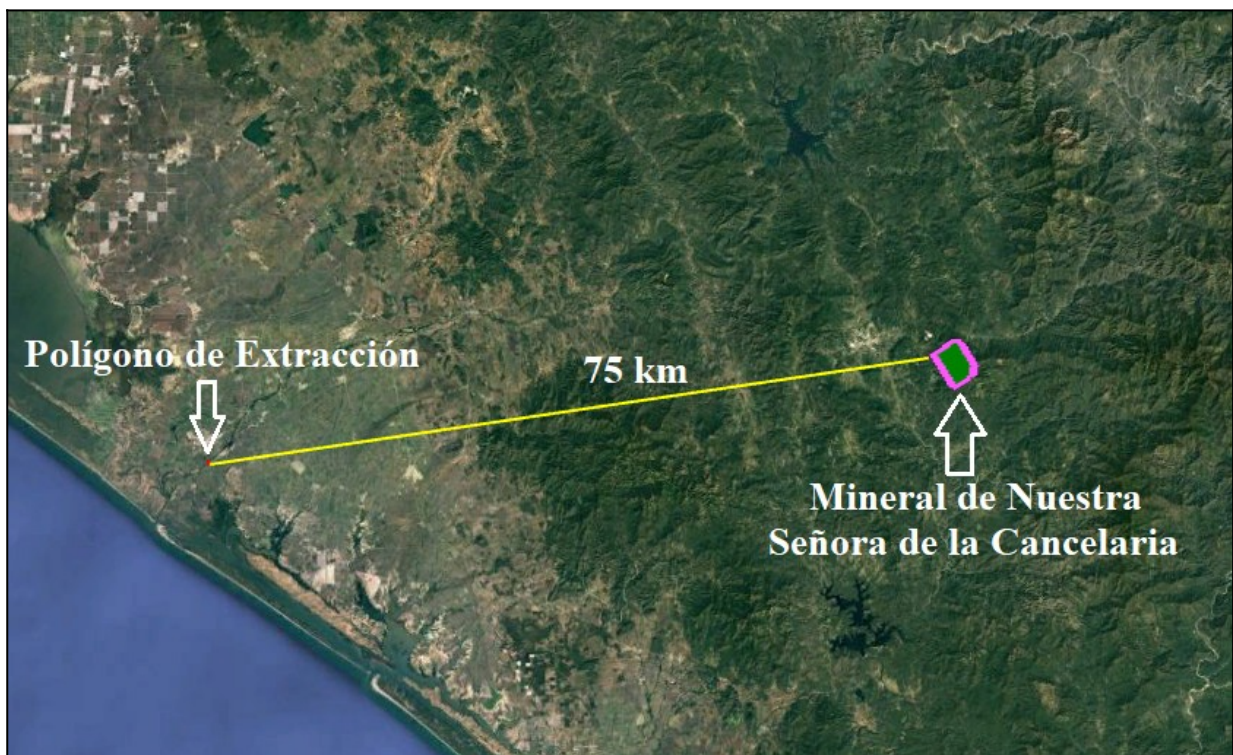 Polígono de Extracción
75 km
Mineral de Nuestra
Señora de la Cancelaria